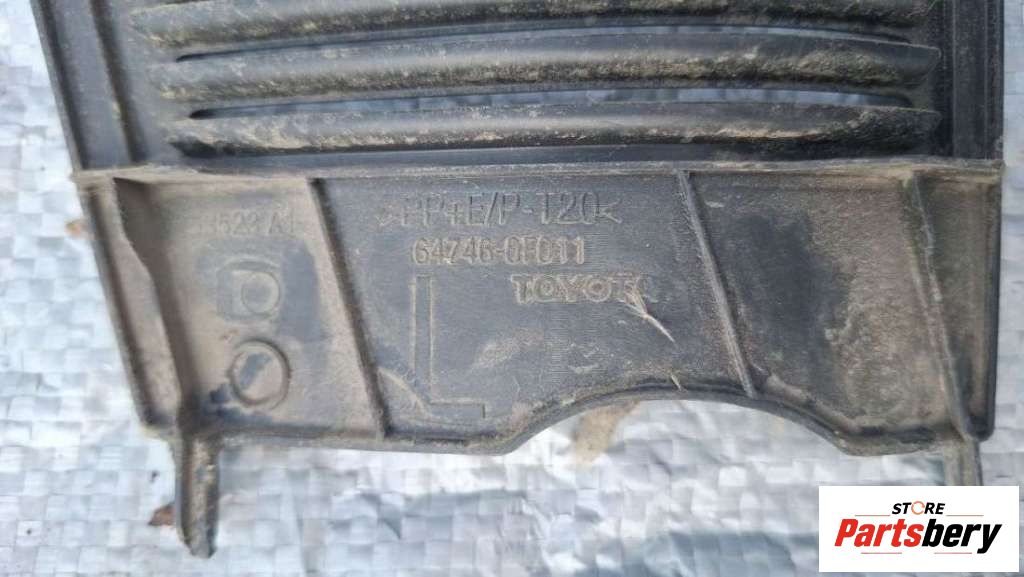 >PP+E/P-T20<
64746-0F011
TOYOTA
L
STORE
Partsbery